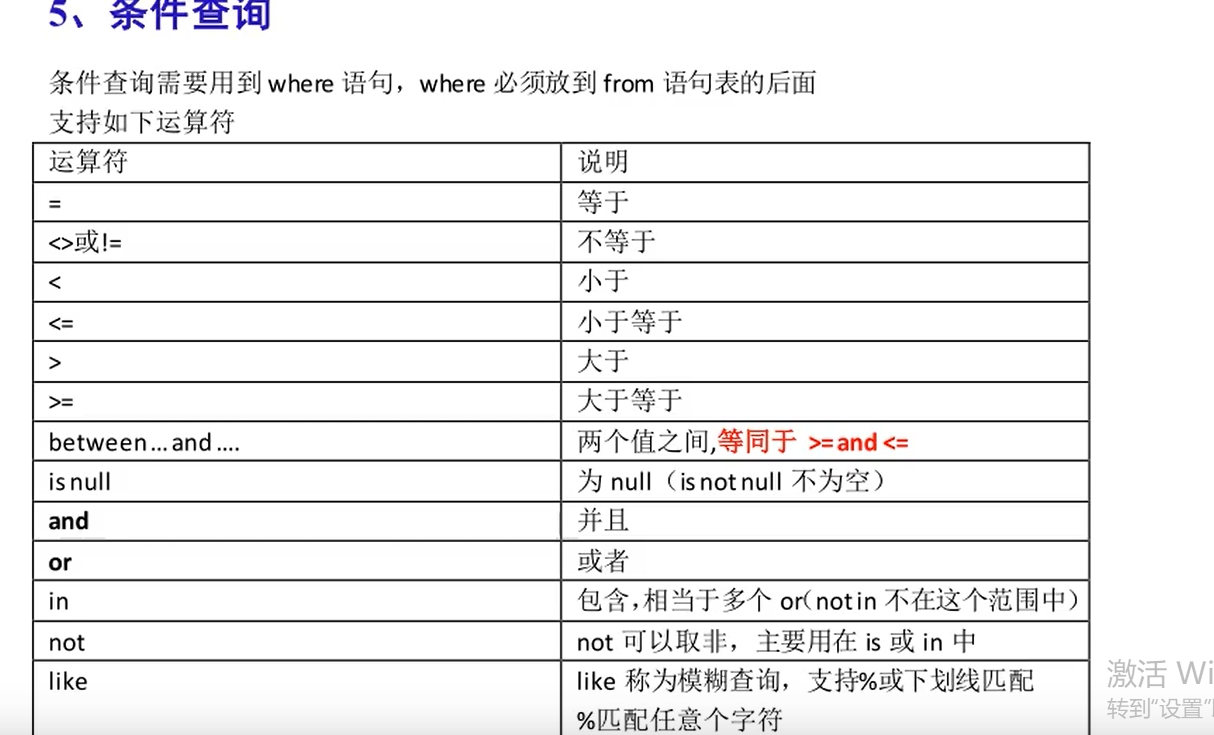 5、条件查询
条件查询需要用到 where 语句，where 必须放到 from 语句表的后面
支持如下运算符
运算符 说明
= 等于
<>或!= 不等于
< 小于
<= 小于等于
> 大于
>= 大于等于
between … and …. 两个值之间,等同于 >= and <=
is null 为 null（is not null 不为空）
and 并且
or 或者
in 包含，相当于多个 or（not in 不在这个范围中）
not not 可以取非，主要用在 is 或 in 中
like like 称为模糊查询，支持%或下划线匹配
%匹配任意个字符
激活 Wi
转到“设置”